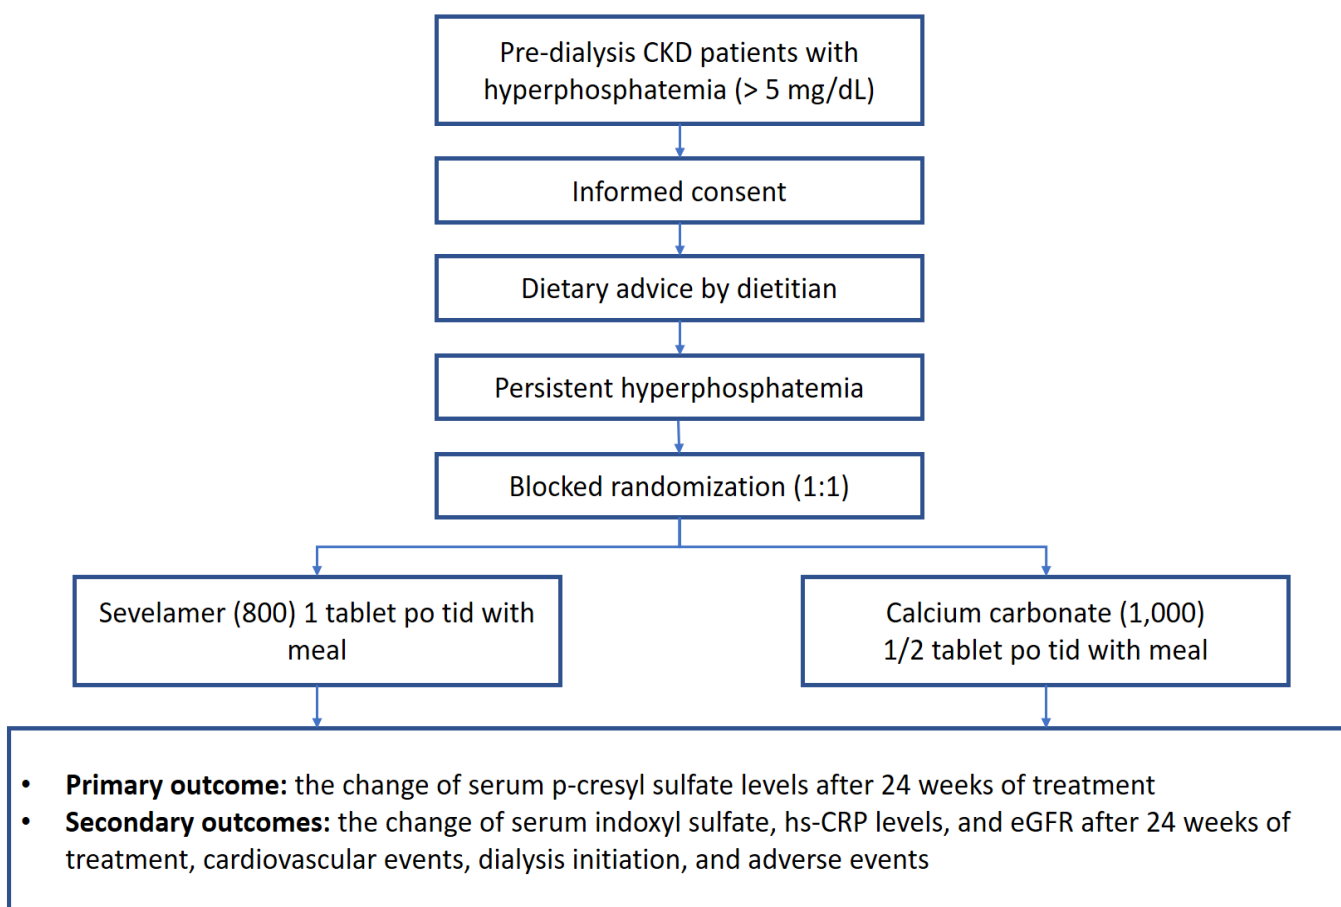 Pre-dialysis CKD patients with
hyperphosphatemia (> 5 mg/dL)
Informed consent
Dietary advice by dietitian
Persistent hyperphosphatemia
Blocked randomization (1:1)
Sevelamer (800) 1 tablet po tid with
meal
Calcium carbonate (1,000)
1/2 tablet po tid with meal
• Primary outcome: the change of serum p-cresyl sulfate levels after 24 weeks of treatment
• Secondary outcomes: the change of serum indoxyl sulfate, hs-CRP levels, and eGFR after 24 weeks of
treatment, cardiovascular events, dialysis initiation, and adverse events